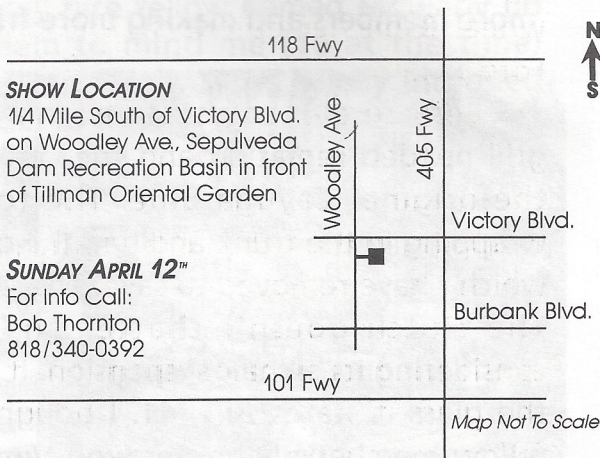 118 Fwy
N
S
SHOW LOCATION
1/4 Mile South of Victory Blvd.
on Woodley Ave., Sepulveda
Dam Recreation Basin in front
of Tillman Oriental Garden
Woodley Ave
405 Fwy
Victory Blvd.
SUNDAY APRIL 12TH
For Info Call:
Bob Thornton
818/340-0392
Burbank Blvd.
101 Fwy
Map Not To Scale